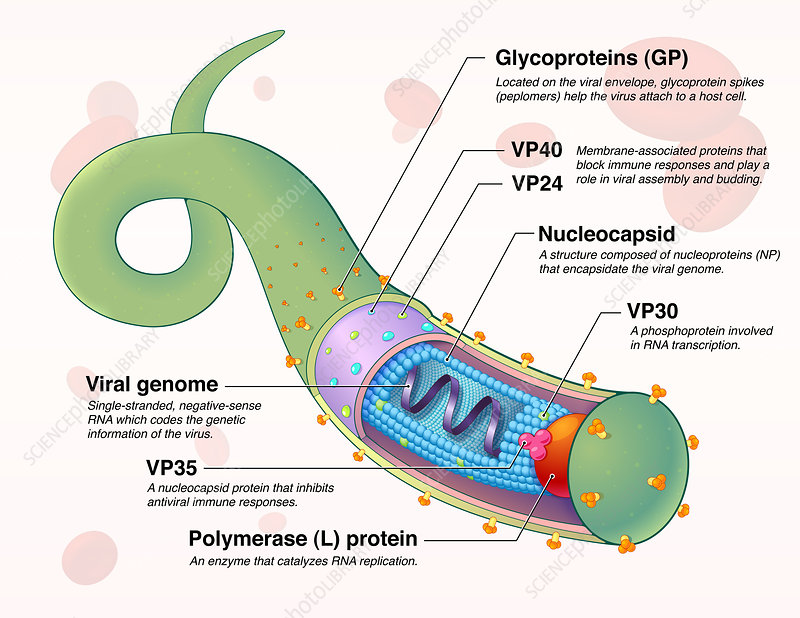 Glycoproteins (GP)
Located on the viral envelope, glycoprotein spikes
(peplomers) help the virus attach to a host cell.
VP40
VP24
Membrane-associated proteins that
block immune responses and play a
role in viral assembly and budding.
Nucleocapsid
A structure composed of nucleoproteins (NP)
that encapsidate the viral genome.
VP30
A phosphoprotein involved
in RNA transcription.
Viral genome
Single-stranded, negative-sense
RNA which codes the genetic
information of the virus.
VP35
A nucleocapsid protein that inhibits
antiviral immune responses.
Polymerase (L) protein
An enzyme that catalyzes RNA replication.
SCIENCEphotoLIBRARY